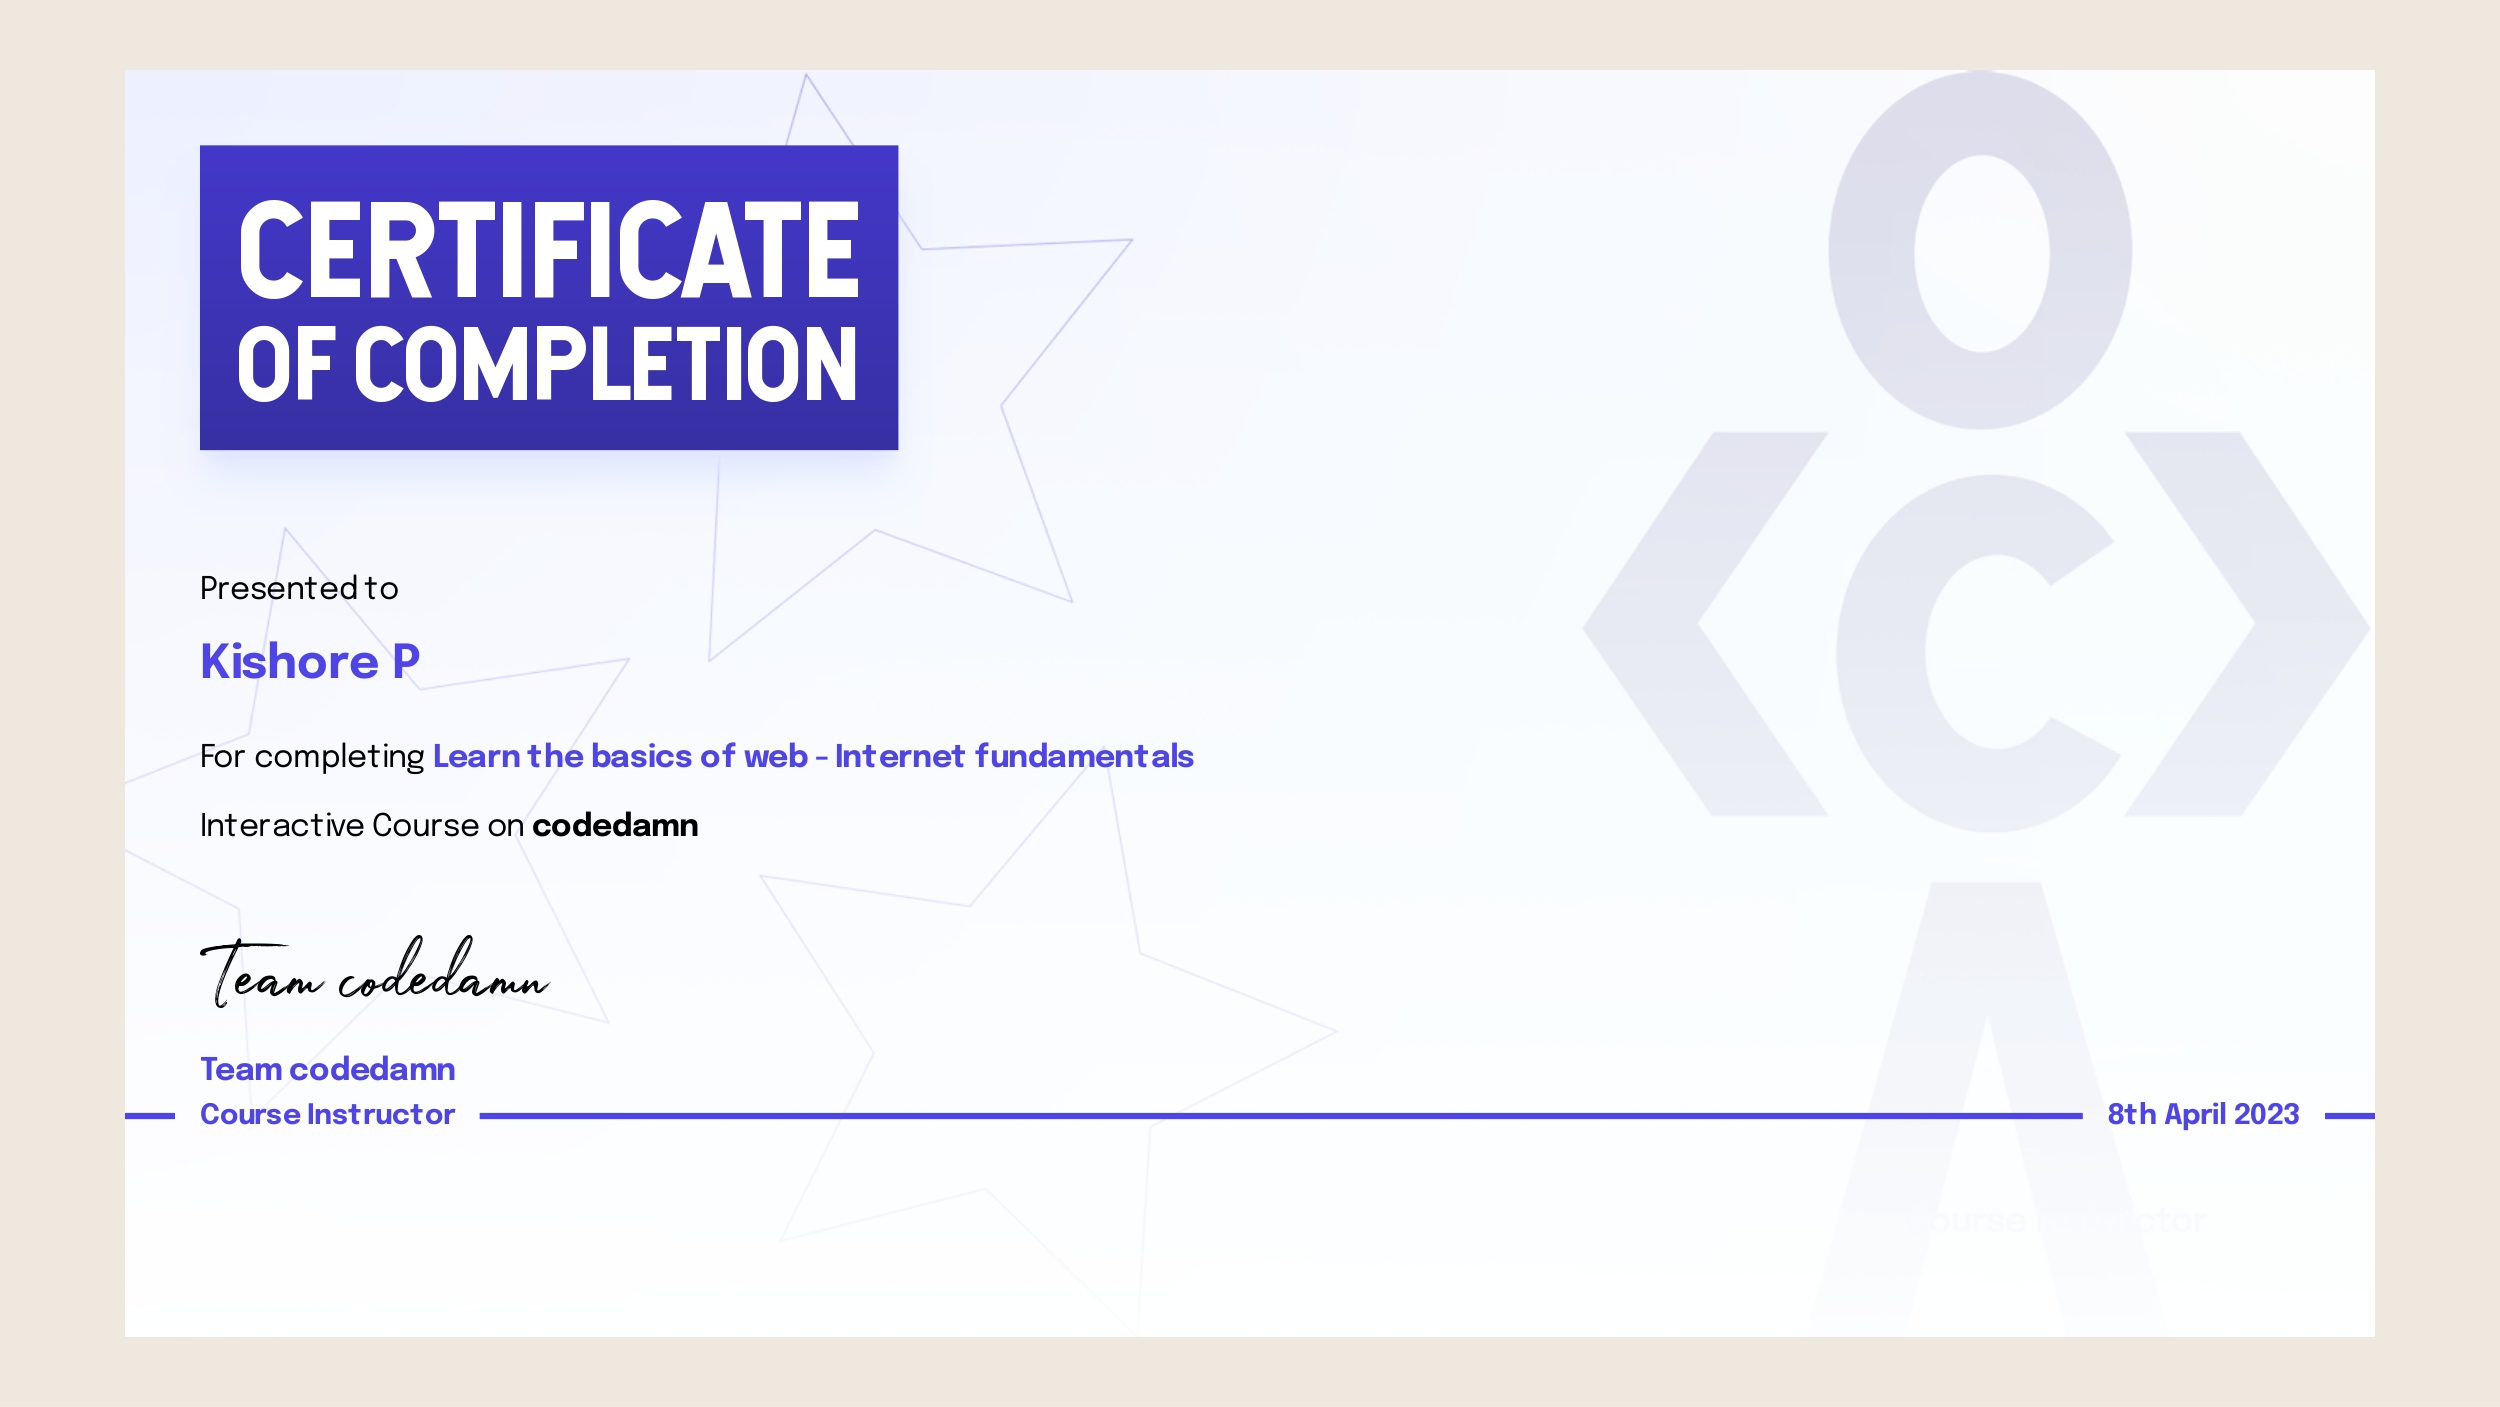 CERTIFICATE
OF COMPLETION
Presented to
Kishore P
For completing Learn the basics of web - Internet fundamentals
Interactive Course on codedamn
Team codedamn
Team codedamn
Course Instructor
8th April 2023